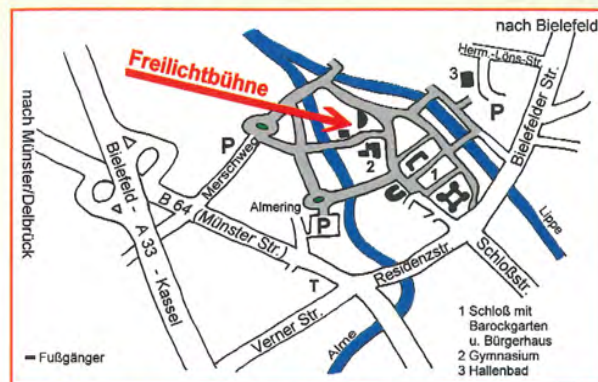 nach Bielefeld
Herm.-Löns-Str.
3
P
Bielefelder Str.
Freilichtbühne
nach Münster/Delbrück
P
Merschweg
2
1
Bielefeld - A 33 - Kassel
B 64 (Münster Str.)
Almering
P
Lippe
Residenzstr.
Schloßstr.
T
Verner Str.
Alme
1 Schloß mit
Barockgarten
u. Bürgerhaus
2 Gymnasium
3 Hallenbad
Fußgänger